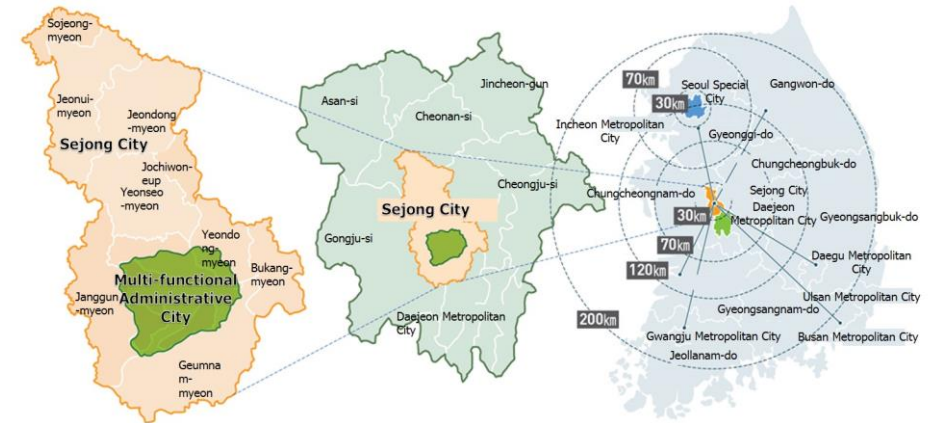 Sojeong-
myeon
Jeonui-
myeon
Jeondong
-myeon
Sejong City
Jochiwon-
eup
Yeonseo
-myeon
Yeondo
ng-
myeon
Bukang-
myeon
Multi-functional
Administrative
City
Janggun
-myeon
Geumna
m-
myeon
Asan-si
Jincheon-gun
Cheonan-si
Cheongju-si
Sejong City
Gongju-si
Daejeon Metropolitan
City
70km
30km
Seoul Special
City
Gangwon-do
Incheon Metropolitan
City
Gyeonggi-do
Chungcheongbuk-do
Chungcheongnam-do
Sejong City
Daejeon
Metropolitan City
30km
Gyeongsangbuk-do
70km
120km
Daegu Metropolitan
City
Ulsan Metropolitan City
200km
Gyeongsangnam-do
Gwangju Metropolitan City
Busan Metropolitan City
Jeollanam-do